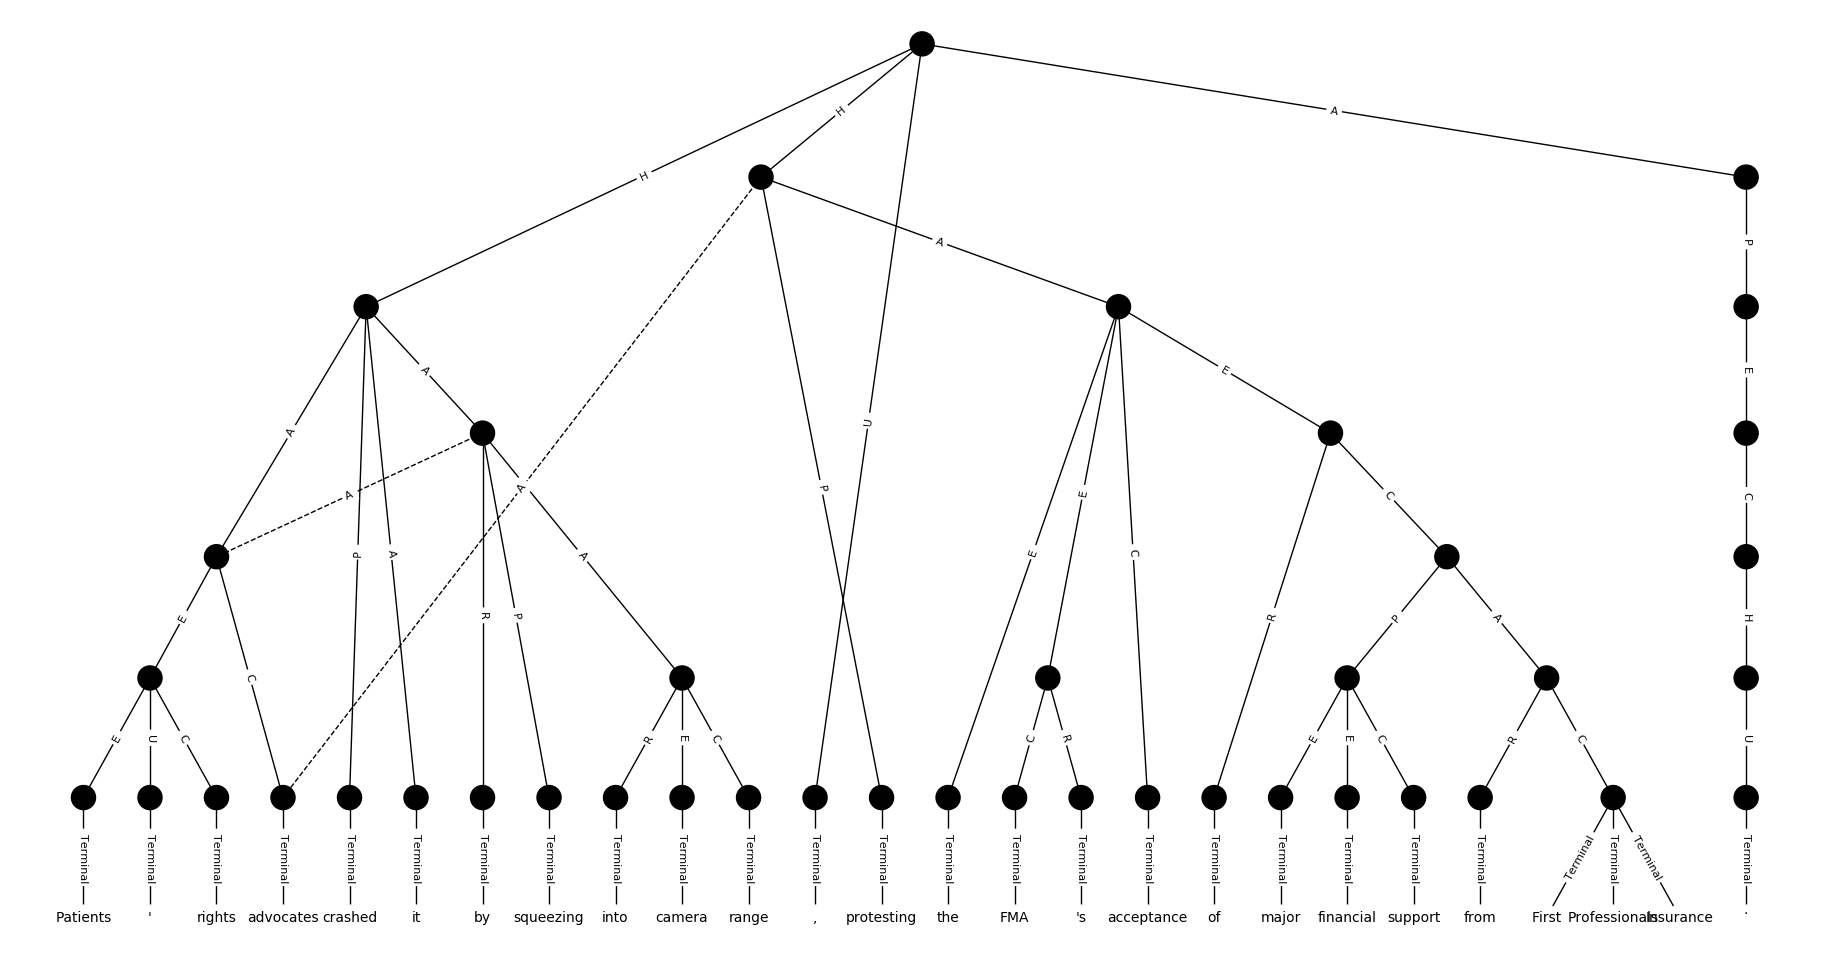 H
H
A
H
A
P
A
E
A
U
A
A
P
E
E
C
P
A
A
E
C
R
P
A
H
E
C
R
P
A
E
U
C
R
E
C
C
R
E
E
C
R
C
U
Terminal Terminal Terminal Terminal Terminal Terminal Terminal Terminal Terminal Terminal Terminal Terminal Terminal Terminal Terminal Terminal Terminal Terminal Terminal Terminal Terminal Terminal Terminal Terminal Terminal Terminal
Patients ' rights advocates crashed it by squeezing into camera range , protesting the FMA 's acceptance of major financial support from First Professionals Insurance .